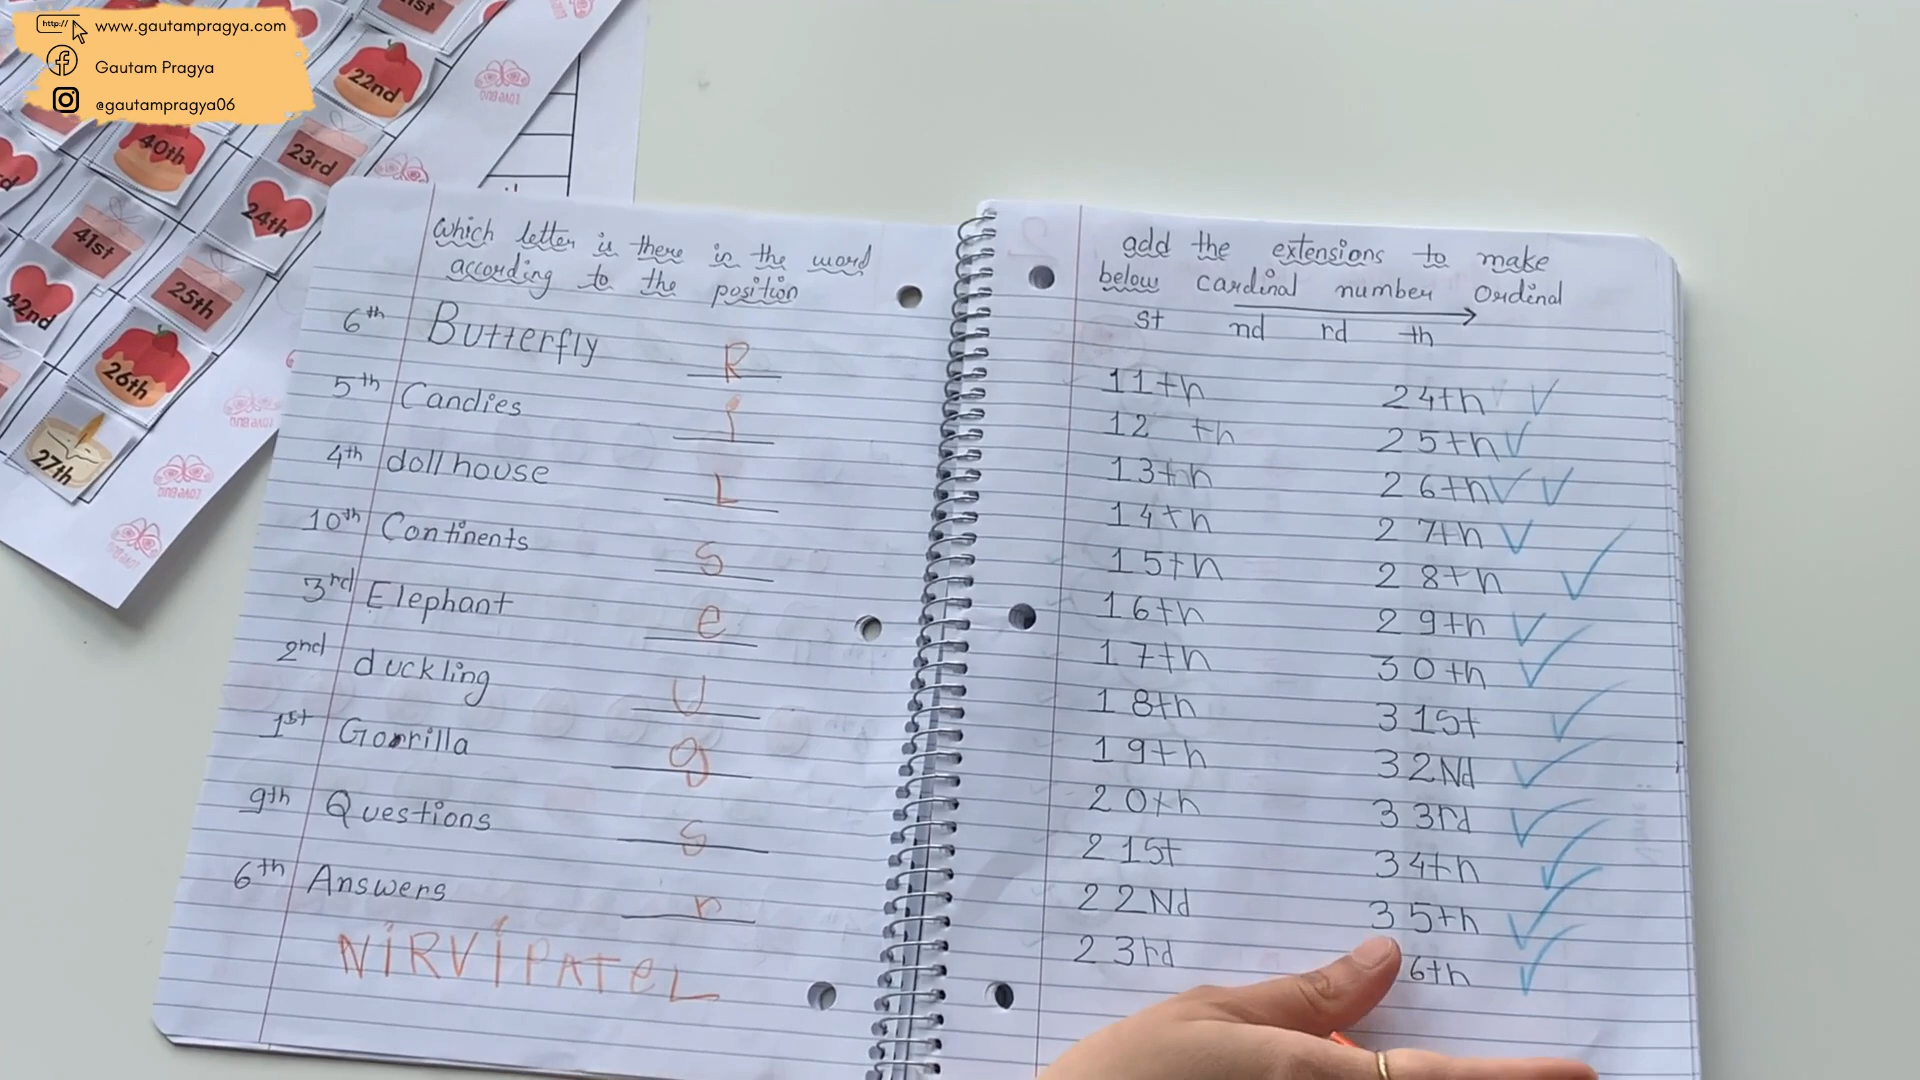 http://
www.gautampragya.com
Gautam Pragya
@gautampragya06
22nd
40th
23rd
24th
41st
25th
42nd
26th
27th
Which letter is there in the word
according to the position
6th Butterfly R
5th Candies i
4th doll house L
10th Continents S
3rd Elephant e
2nd duckling U
1st Gorrilla g
9th Questions S
6th Answers r
NiRVi PATeL
add the extensions to make
below cardinal number Ordinal
st nd rd th
11th 24th
12 th 25th
13th 26th
14th 27th
15th 28th
16th 29th
17th 30th
18th 31st
19th 32Nd
20th 33rd
21st 34th
22Nd 35th
23rd 6th